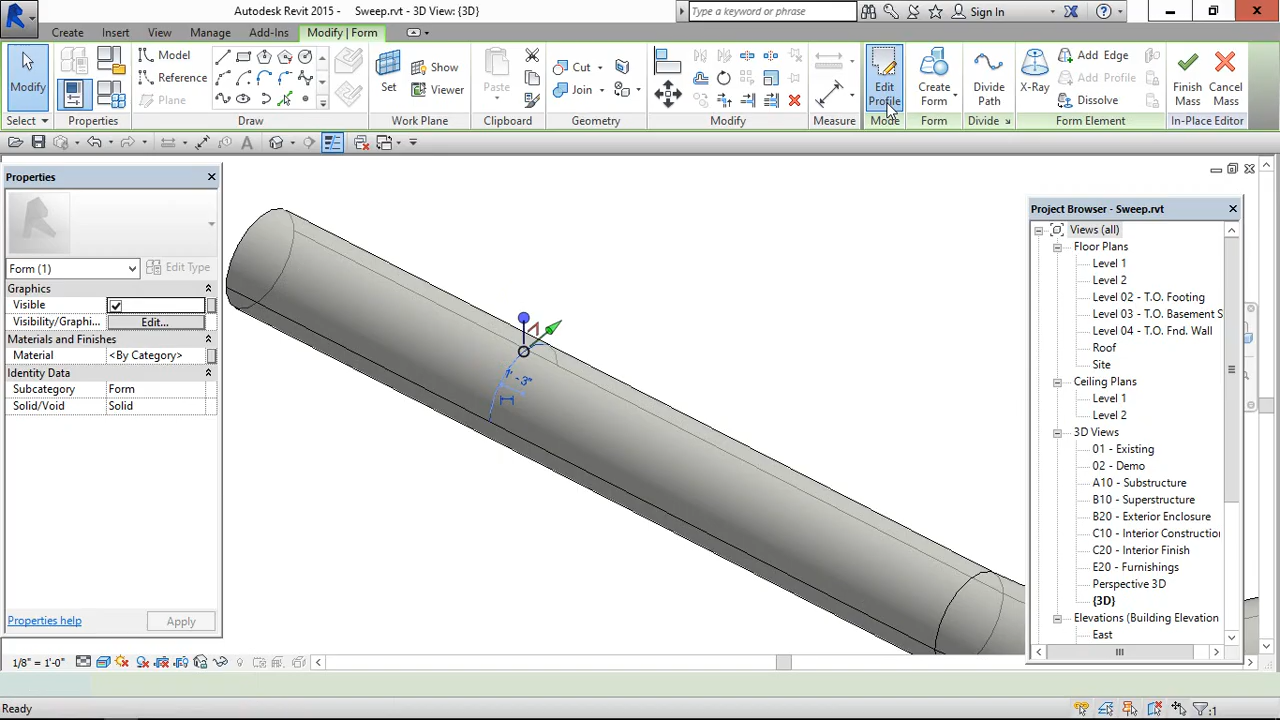 Autodesk Revit 2015 - Sweep.rvt - 3D View: {3D}
Type a keyword or phrase
Sign In
Create Insert View Manage Add-Ins Modify | Form
Modify
Select
Properties
Model
Reference
Plane
Draw
Set
Show
Viewer
Work Plane
Paste
Clipboard
Cut
Join
Geometry
Modify
Measure
Edit
Profile
Mode
Create
Form
Form
Divide
Path
Divide
X-Ray
Add Edge
Add Profile
Dissolve
Form Element
Finish
Mass
Cancel
Mass
In-Place Editor
Properties
Form (1)
Edit Type
Graphics
Visible
Visibility/Graphi... Edit...
Materials and Finishes
Material <By Category>
Identity Data
Subcategory Form
Solid/Void Solid
Properties help
Apply
1' - 3"
Project Browser - Sweep.rvt
Views (all)
Floor Plans
Level 1
Level 2
Level 02 - T.O. Footing
Level 03 - T.O. Basement S
Level 04 - T.O. Fnd. Wall
Roof
Site
Ceiling Plans
Level 1
Level 2
3D Views
01 - Existing
02 - Demo
A10 - Substructure
B10 - Superstructure
B20 - Exterior Enclosure
C10 - Interior Constructio
C20 - Interior Finish
E20 - Furnishings
Perspective 3D
{3D}
Elevations (Building Elevation
East
1/8" = 1'-0"
Ready
:1